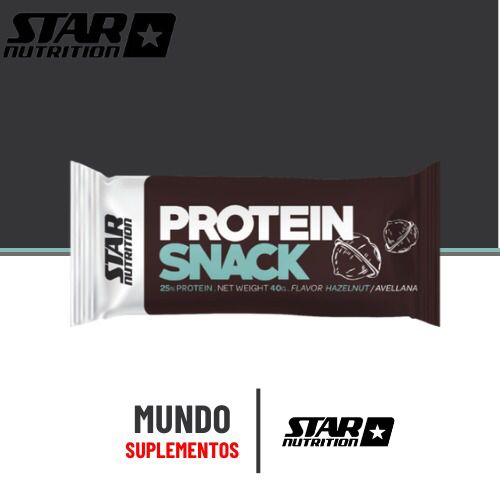 STAR
NUTRITION
STAR
NUTRITION
PROTEIN
SNACK
25% PROTEIN . NET WEIGHT 40G . FLAVOR HAZELNUT / AVELLANA
MUNDO
SUPLEMENTOS
STAR
NUTRITION